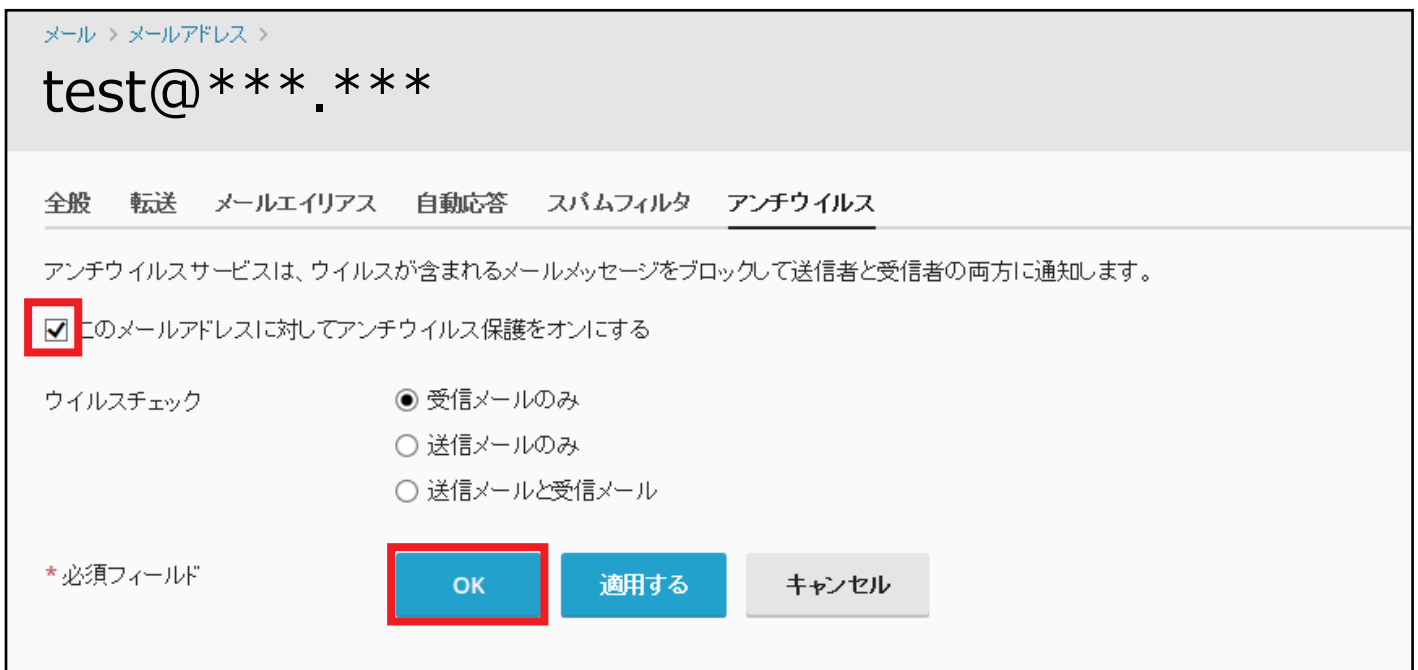 メール > メールアドレス >
test@***.***
全般 転送 メールエイリアス 自動応答 スパムフィルタ アンチウイルス
アンチウイルスサービスは、ウイルスが含まれるメールメッセージをブロックして送信者と受信者の両方に通知します。
このメールアドレスに対してアンチウイルス保護をオンにする
ウイルスチェック 受信メールのみ
送信メールのみ
送信メールと受信メール
*必須フィールド OK 適用する キャンセル